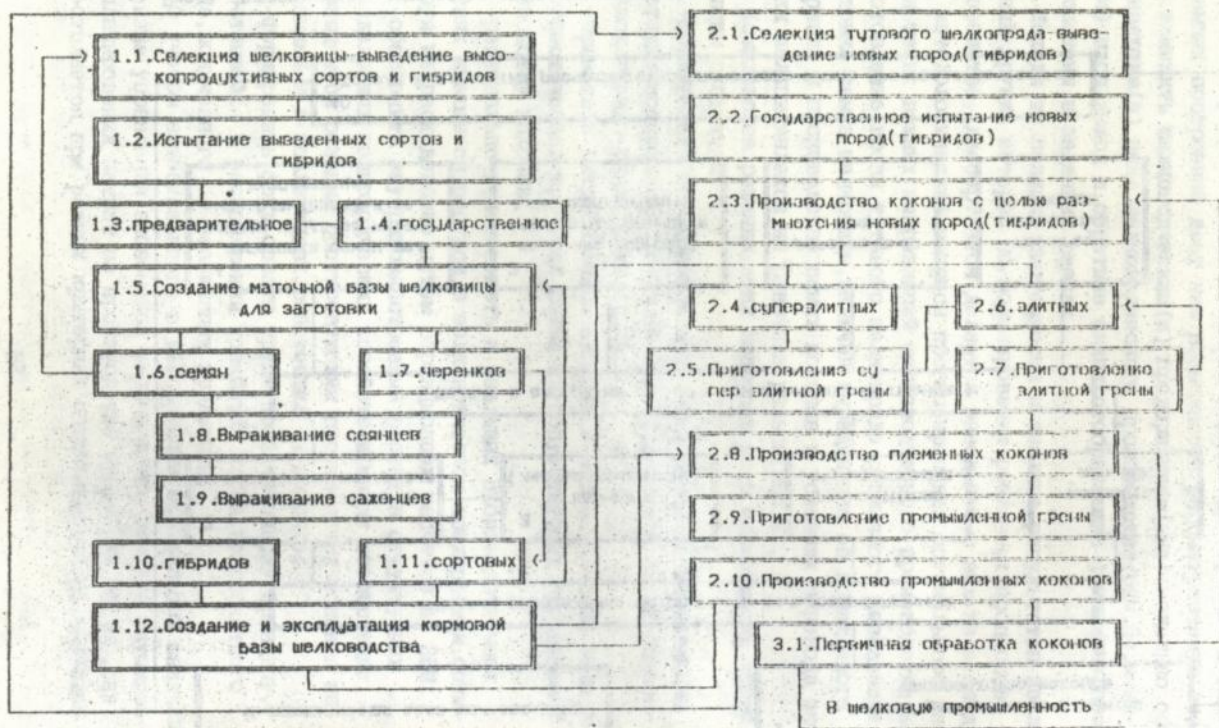 1.1.Селекция шелковицы выведение высо-
копродуктивных сортов и гибридов
1.2.Испытание выведенных сортов и
гибридов
1.3.предварительное
1.4.государственное
1.5.Создание маточной базы шелковицы
для заготовки
1.6.семян
1.7.черенков
1.8.Выращивание сеянцев
1.9.Выращивание саженцев
1.10.гибридов
1.11.сортовых
1.12.Создание и эксплуатация кормовой
базы шелководства
2.1.Селекция тутового шелкопряда-выве-
дение новых пород(гибридов)
2.2.Государственное испытание новых
пород(гибридов)
2.3.Производство коконов с целью раз-
множения новых пород(гибридов)
2.4.суперэлитных
2.6.элитных
2.5.Приготовление су
пер элитной грены
2.7.Приготовление
элитной грены
2.8.Производство племенных коконов
2.9.Приготовление промышленной грены
2.10.Производство промышленных коконов
3.1.Первичная обработка коконов
В шелковую промышленность